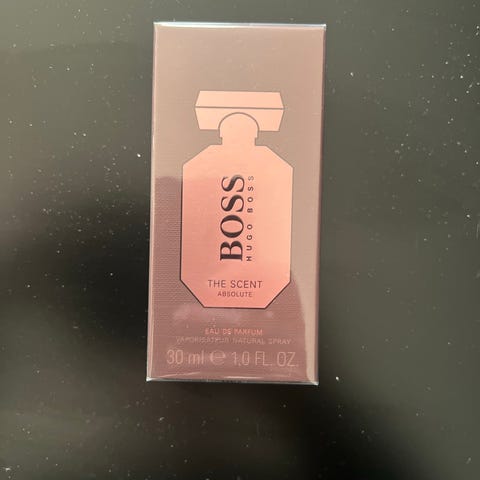 BOSS
HUGO BOSS
THE SCENT
ABSOLUTE
EAU DE PARFUM
VAPORISATEUR NATURAL SPRAY
30 ml ℮ 1.0 FL. OZ.